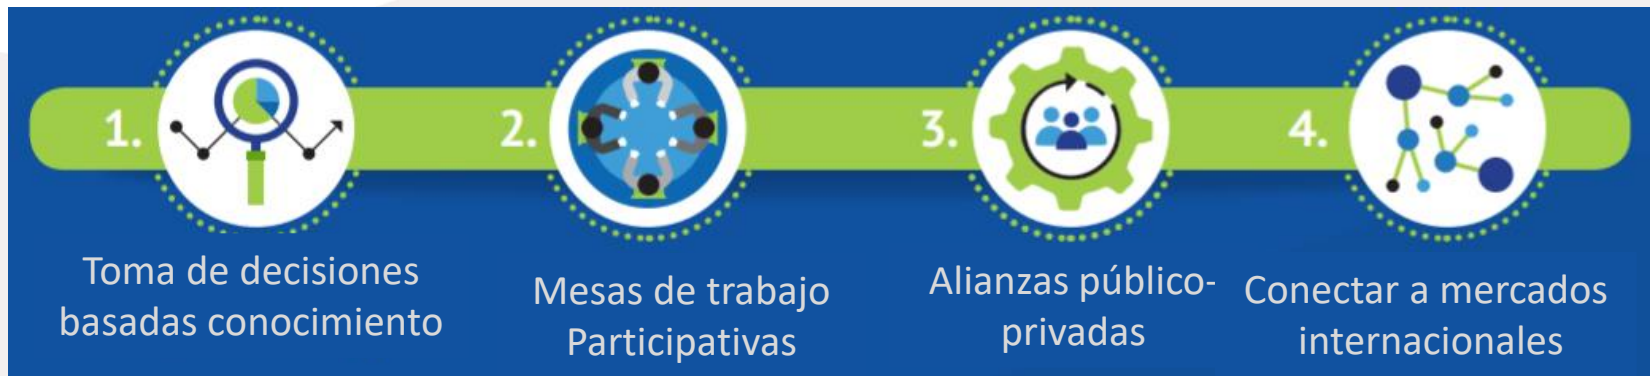 1.
Toma de decisiones
basadas conocimiento
2.
Mesas de trabajo
Participativas
3.
Alianzas público-
privadas
4.
Conectar a mercados
internacionales